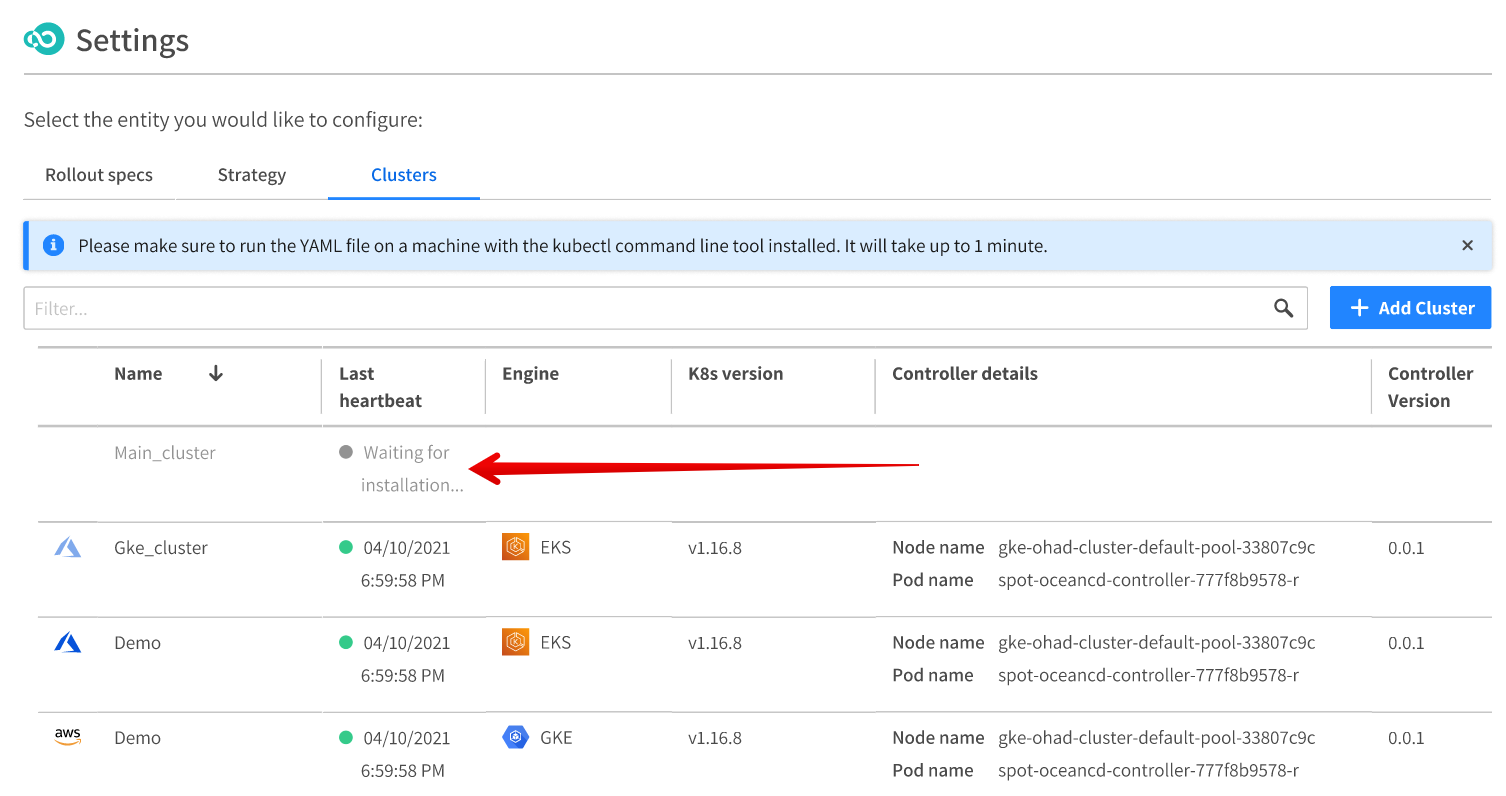 Settings
Select the entity you would like to configure:
Rollout specs Strategy Clusters
Please make sure to run the YAML file on a machine with the kubectl command line tool installed. It will take up to 1 minute.
Filter...
Add Cluster
Name Last heartbeat Engine K8s version Controller details Controller Version
Main_cluster Waiting for installation...
Gke_cluster 04/10/2021 EKS v1.16.8 Node name gke-ohad-cluster-default-pool-33807c9c 0.0.1
6:59:58 PM Pod name spot-oceancd-controller-777f8b9578-r
Demo 04/10/2021 EKS v1.16.8 Node name gke-ohad-cluster-default-pool-33807c9c 0.0.1
6:59:58 PM Pod name spot-oceancd-controller-777f8b9578-r
aws Demo 04/10/2021 GKE v1.16.8 Node name gke-ohad-cluster-default-pool-33807c9c 0.0.1
6:59:58 PM Pod name spot-oceancd-controller-777f8b9578-r